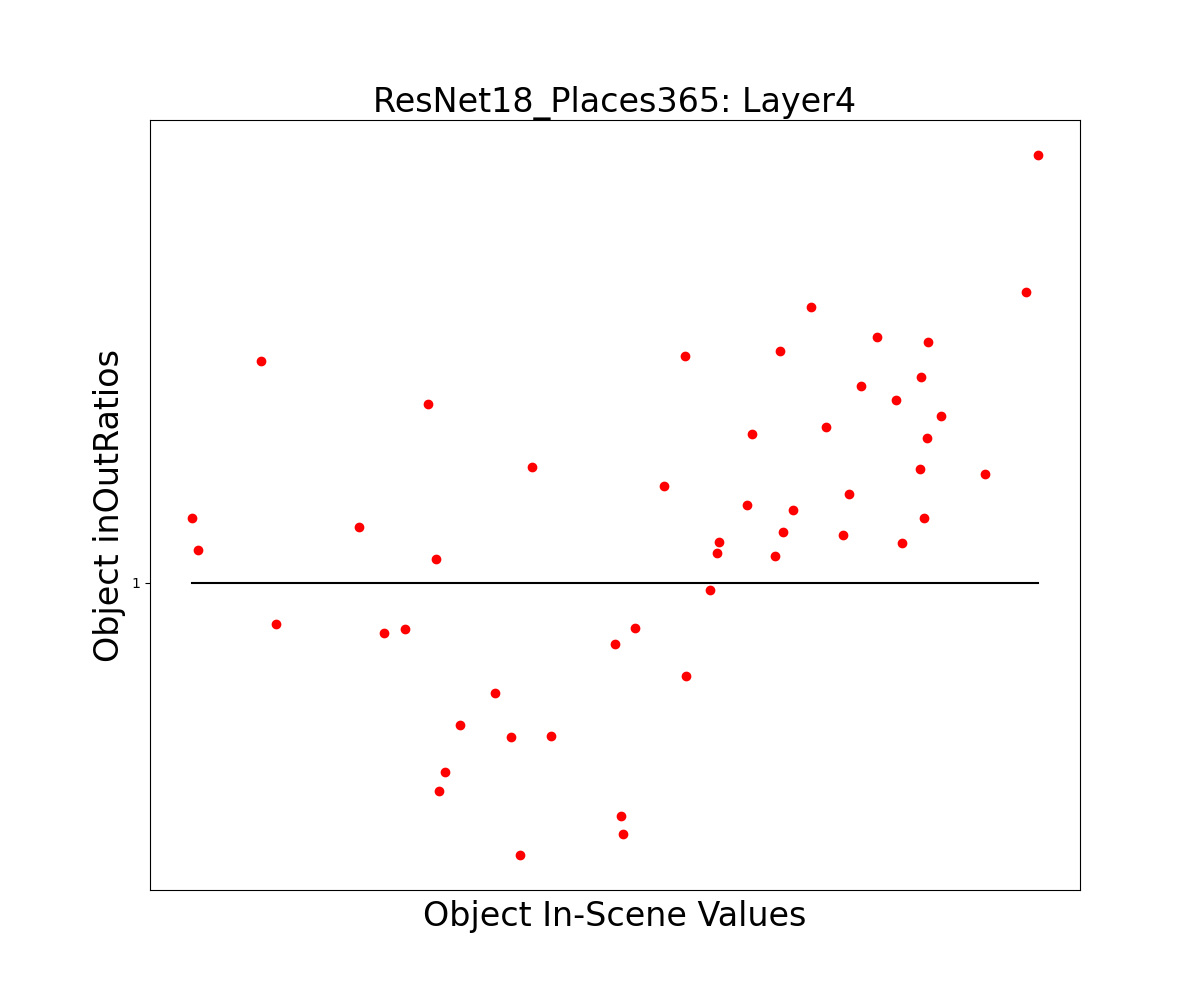 ResNet18_Places365: Layer4
Object inOutRatios
1
Object In-Scene Values